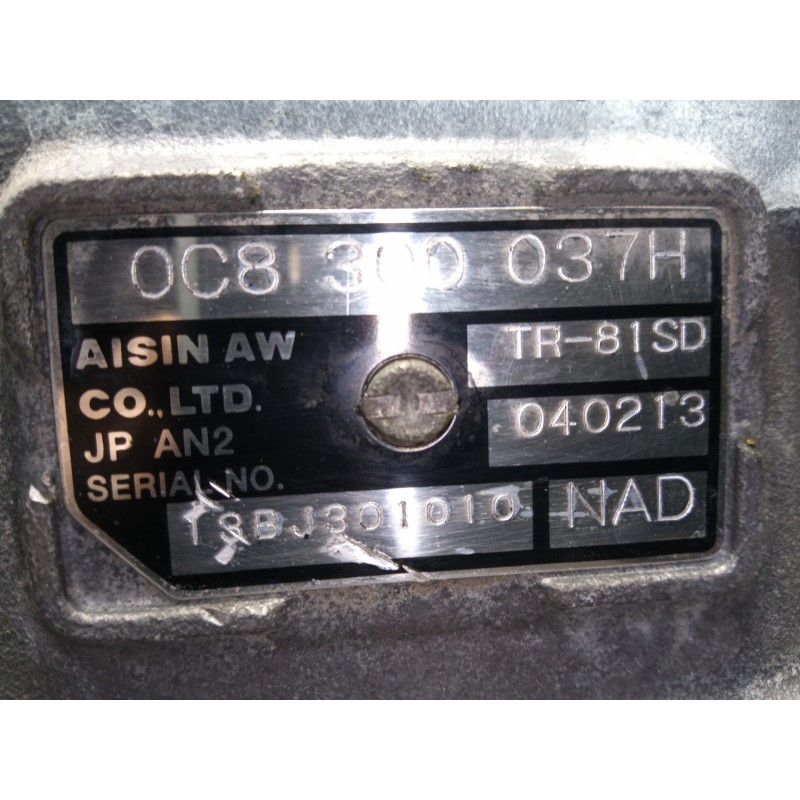 0C8 300 037H
AISIN AW
CO.,LTD.
JP AN2
SERIAL NO.
TR-81SD
040213
NAD